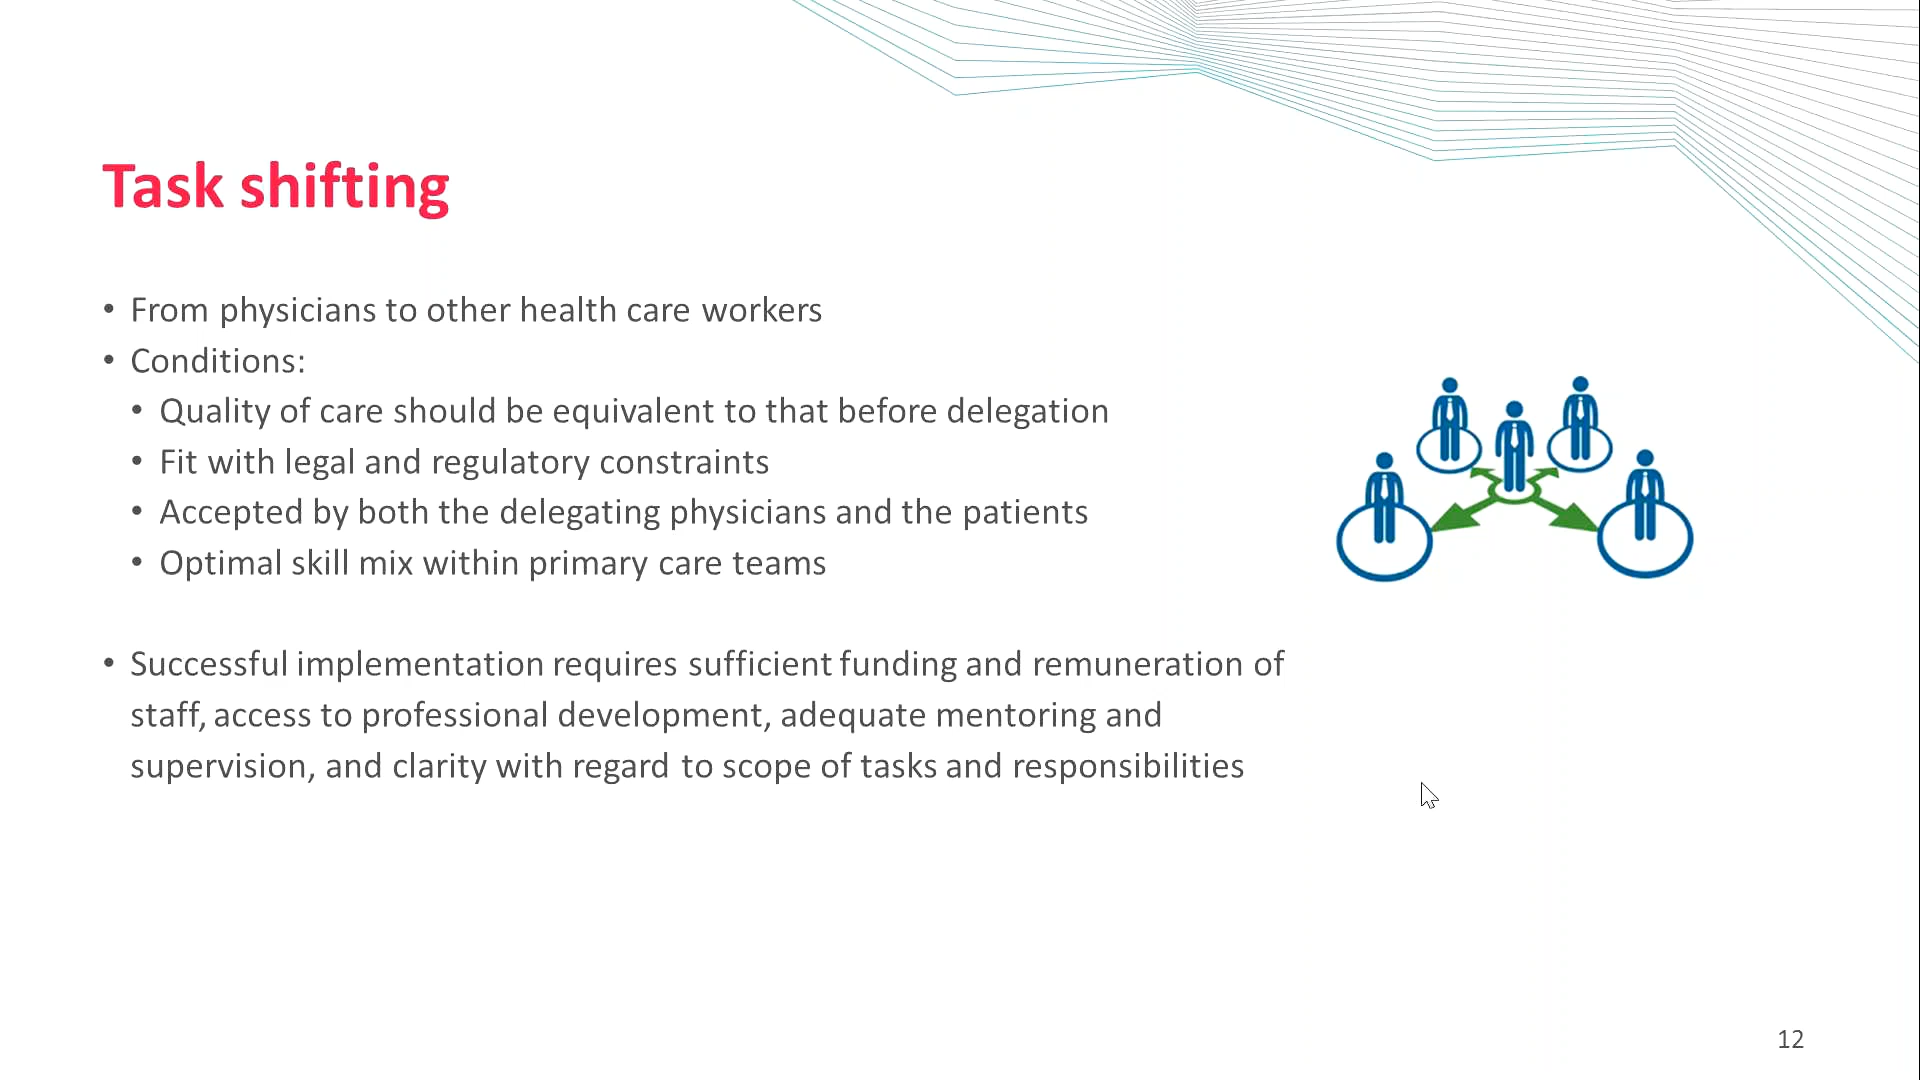 Task shifting
• From physicians to other health care workers
• Conditions:
• Quality of care should be equivalent to that before delegation
• Fit with legal and regulatory constraints
• Accepted by both the delegating physicians and the patients
• Optimal skill mix within primary care teams
• Successful implementation requires sufficient funding and remuneration of
staff, access to professional development, adequate mentoring and
supervision, and clarity with regard to scope of tasks and responsibilities
12